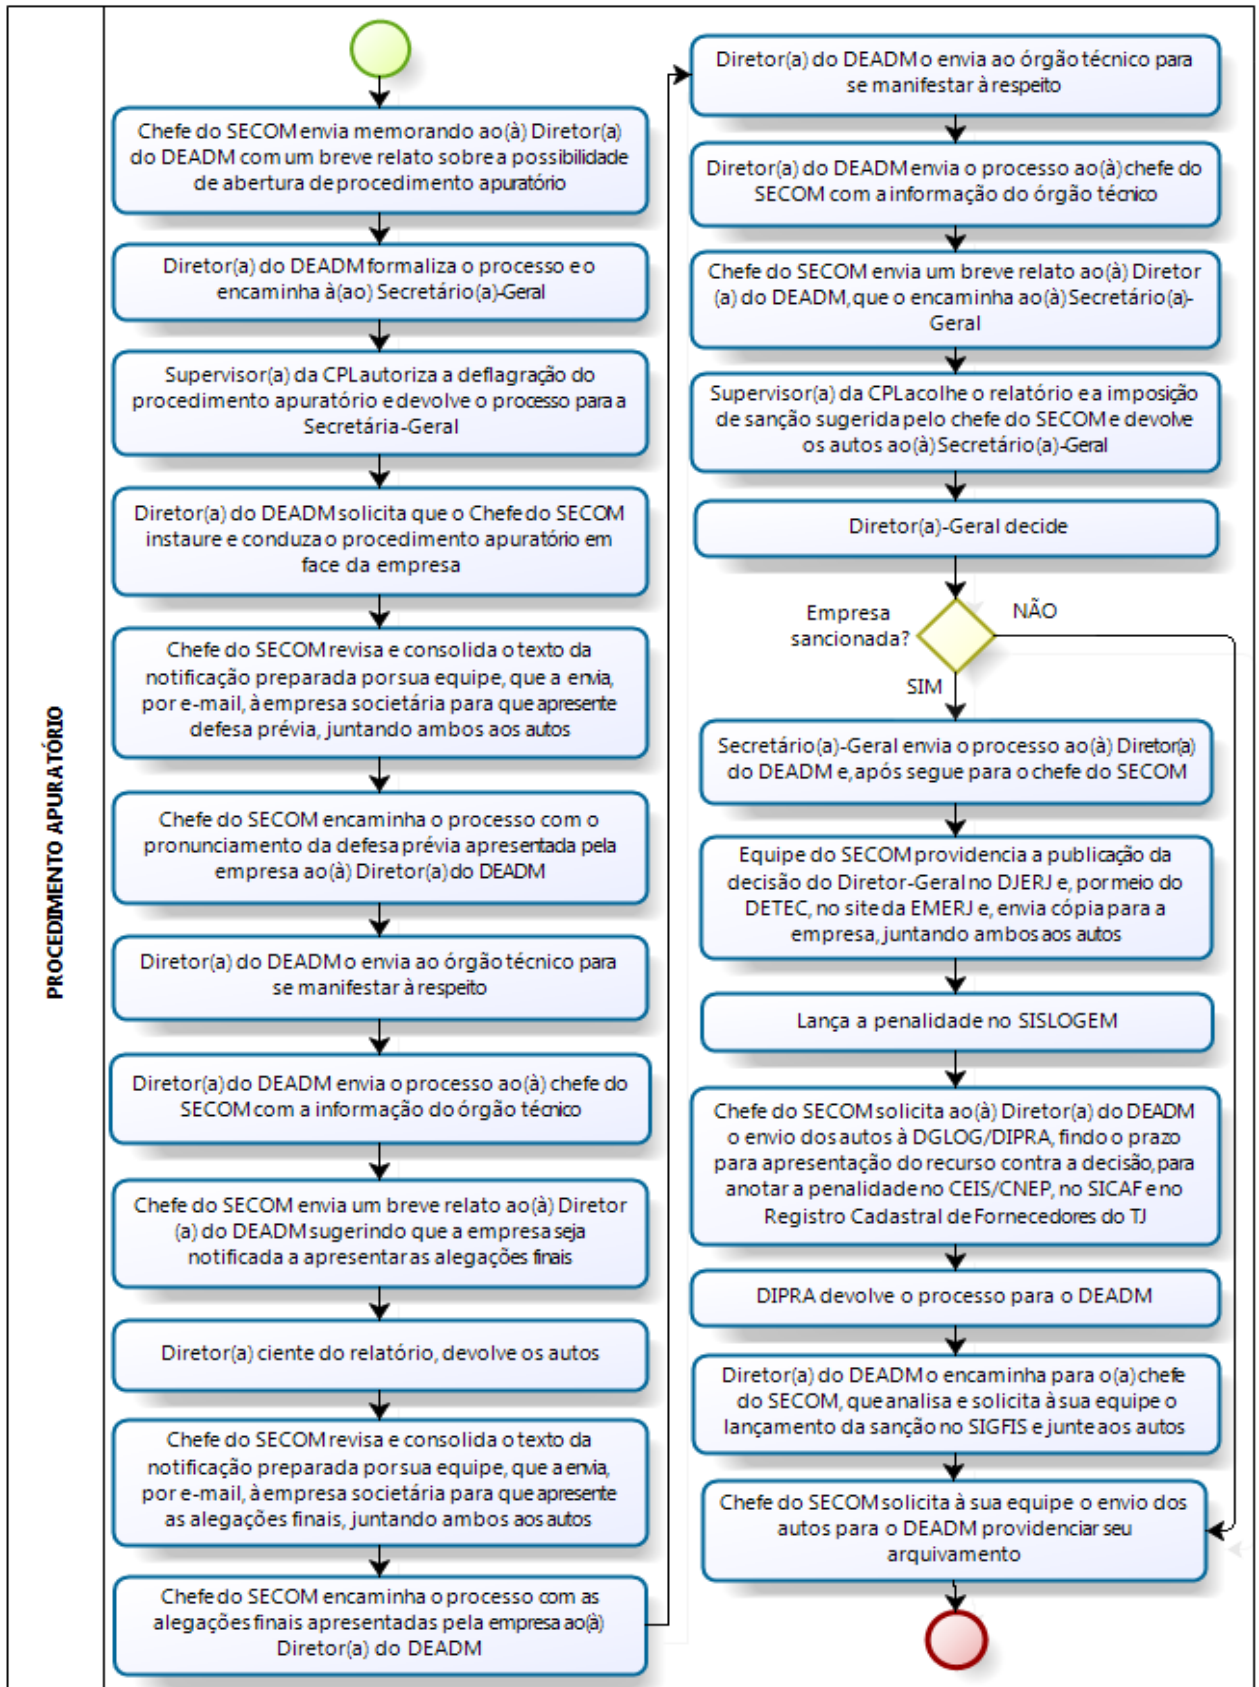 PROCEDIMENTO APURATÓRIO
Chefe do SECOM envia memorando ao(à) Diretor(a)
do DEADM com um breve relato sobre a possibilidade
de abertura de procedimento apuratório
Diretor(a) do DEADM formaliza o processo e o
encaminha à(ao) Secretário(a)-Geral
Supervisor(a) da CPL autoriza a deflagração do
procedimento apuratório e devolve o processo para a
Secretária-Geral
Diretor(a) do DEADM solicita que o Chefe do SECOM
instaure e conduza o procedimento apuratório em
face da empresa
Chefe do SECOM revisa e consolida o texto da
notificação preparada por sua equipe, que a envia,
por e-mail, à empresa societária para que apresente
defesa prévia, juntando ambos aos autos
Chefe do SECOM encaminha o processo com o
pronunciamento da defesa prévia apresentada pela
empresa ao(à) Diretor(a) do DEADM
Diretor(a) do DEADM o envia ao órgão técnico para
se manifestar à respeito
Diretor(a) do DEADM envia o processo ao(à) chefe do
SECOM com a informação do órgão técnico
Chefe do SECOM envia um breve relato ao(à) Diretor
(a) do DEADM sugerindo que a empresa seja
notificada a apresentar as alegações finais
Diretor(a) ciente do relatório, devolve os autos
Chefe do SECOM revisa e consolida o texto da
notificação preparada por sua equipe, que a envia,
por e-mail, à empresa societária para que apresente
as alegações finais, juntando ambos aos autos
Chefe do SECOM encaminha o processo com as
alegações finais apresentadas pela empresa ao(à)
Diretor(a) do DEADM
Diretor(a) do DEADM o envia ao órgão técnico para
se manifestar à respeito
Diretor(a) do DEADM envia o processo ao(à) chefe do
SECOM com a informação do órgão técnico
Chefe do SECOM envia um breve relato ao(à) Diretor
(a) do DEADM, que o encaminha ao(à) Secretário(a)-
Geral
Supervisor(a) da CPL acolhe o relatório e a imposição
de sanção sugerida pelo chefe do SECOM e devolve
os autos ao(à) Secretário(a)-Geral
Diretor(a)-Geral decide
Empresa
sancionada?
NÃO
SIM
Secretário(a)-Geral envia o processo ao(à) Diretor(a)
do DEADM e, após segue para o chefe do SECOM
Equipe do SECOM providencia a publicação da
decisão do Diretor-Geral no DJERJ e, por meio do
DETEC, no site da EMERJ e, envia cópia para a
empresa, juntando ambos aos autos
Lança a penalidade no SISLOGEM
Chefe do SECOM solicita ao(à) Diretor(a) do DEADM
o envio dos autos à DGLOG/DIPRA, findo o prazo
para apresentação do recurso contra a decisão, para
anotar a penalidade no CEIS/CNEP, no SICAF e no
Registro Cadastral de Fornecedores do TJ
DIPRA devolve o processo para o DEADM
Diretor(a) do DEADM o encaminha para o(a) chefe
do SECOM, que analisa e solicita à sua equipe o
lançamento da sanção no SIGFIS e junte aos autos
Chefe do SECOM solicita à sua equipe o envio dos
autos para o DEADM providenciar seu
arquivamento